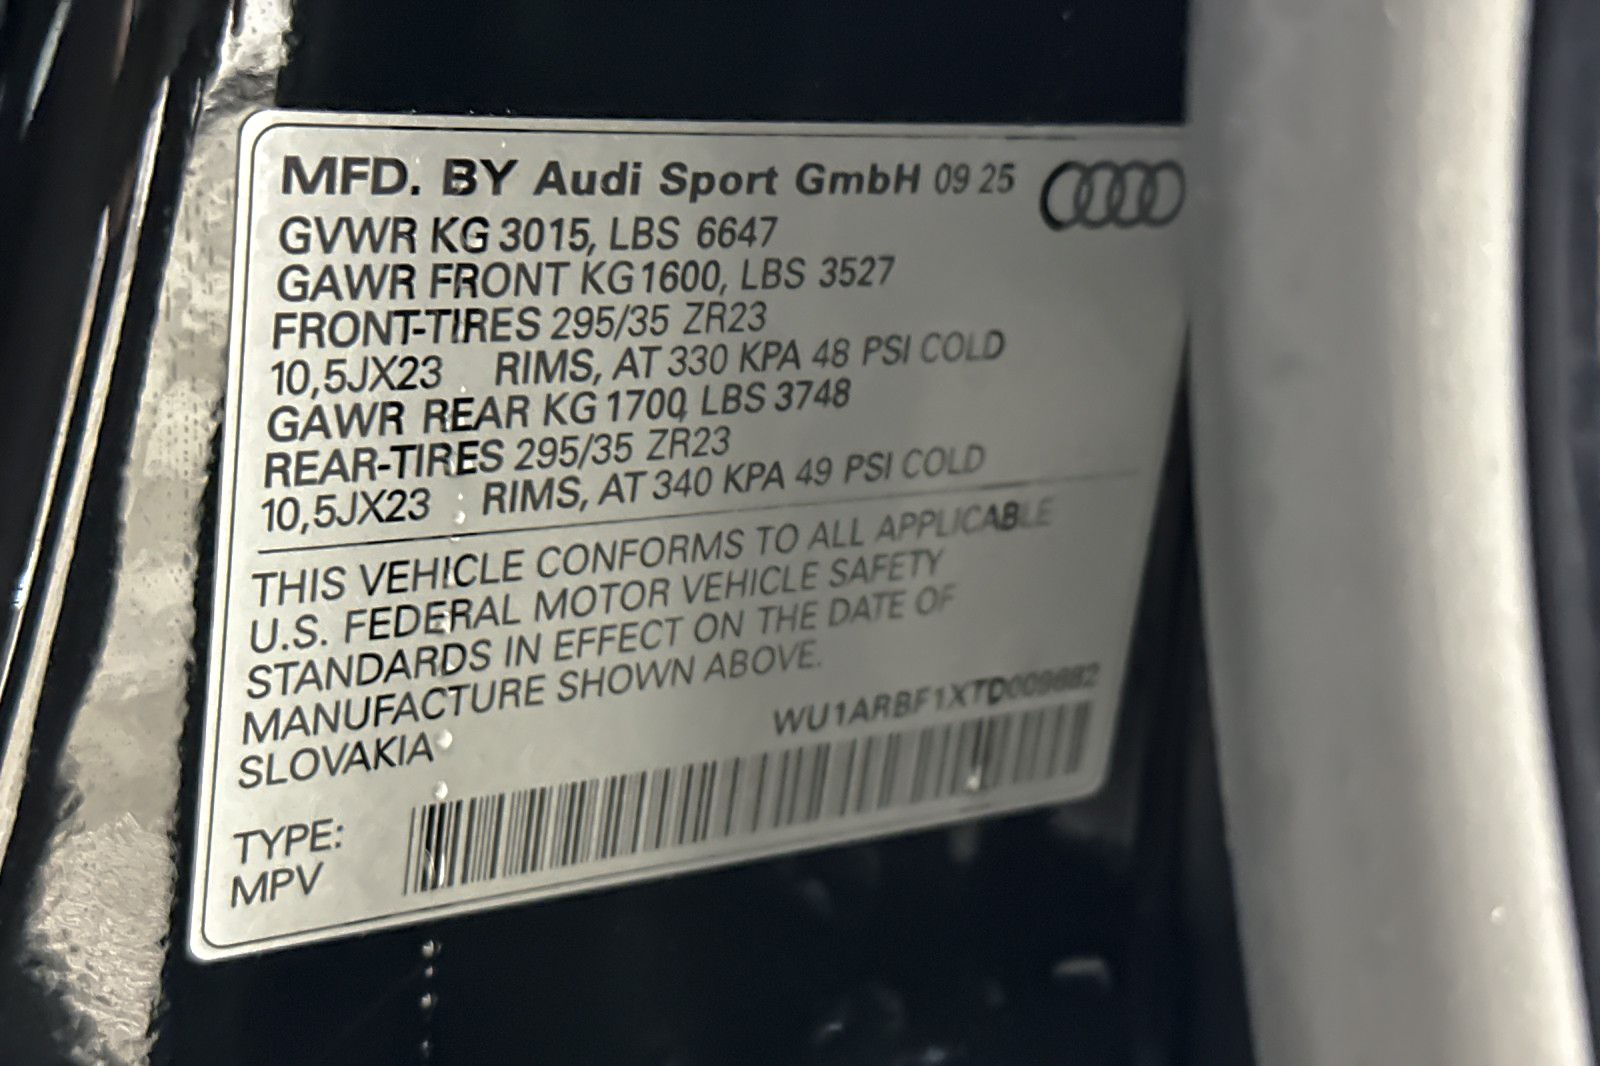 MFD. BY Audi Sport GmbH 09 25
GVWR KG 3015, LBS 6647
GAWR FRONT KG 1600, LBS 3527
FRONT-TIRES 295/35 ZR23
10,5JX23 RIMS, AT 330 KPA 48 PSI COLD
GAWR REAR KG 1700, LBS 3748
REAR-TIRES 295/35 ZR23
10,5JX23 RIMS, AT 340 KPA 49 PSI COLD
THIS VEHICLE CONFORMS TO ALL APPLICABLE
U.S. FEDERAL MOTOR VEHICLE SAFETY
STANDARDS IN EFFECT ON THE DATE OF
MANUFACTURE SHOWN ABOVE.
SLOVAKIA
TYPE:
MPV